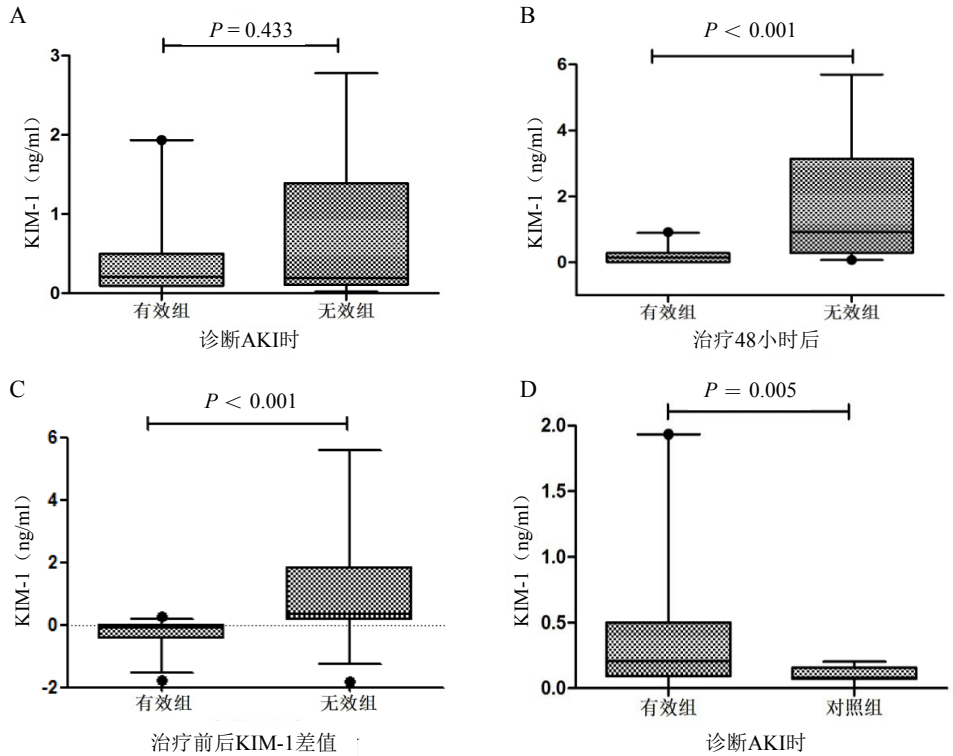 A
P = 0.433
KIM-1（ng/ml）
3
2
1
0
有效组
无效组
诊断AKI时
B
P < 0.001
KIM-1（ng/ml）
6
4
2
0
有效组
无效组
治疗48小时后
C
P < 0.001
KIM-1（ng/ml）
6
4
2
0
-2
有效组
无效组
治疗前后KIM-1差值
D
P = 0.005
KIM-1（ng/ml）
2.0
1.5
1.0
0.5
0.0
有效组
对照组
诊断AKI时